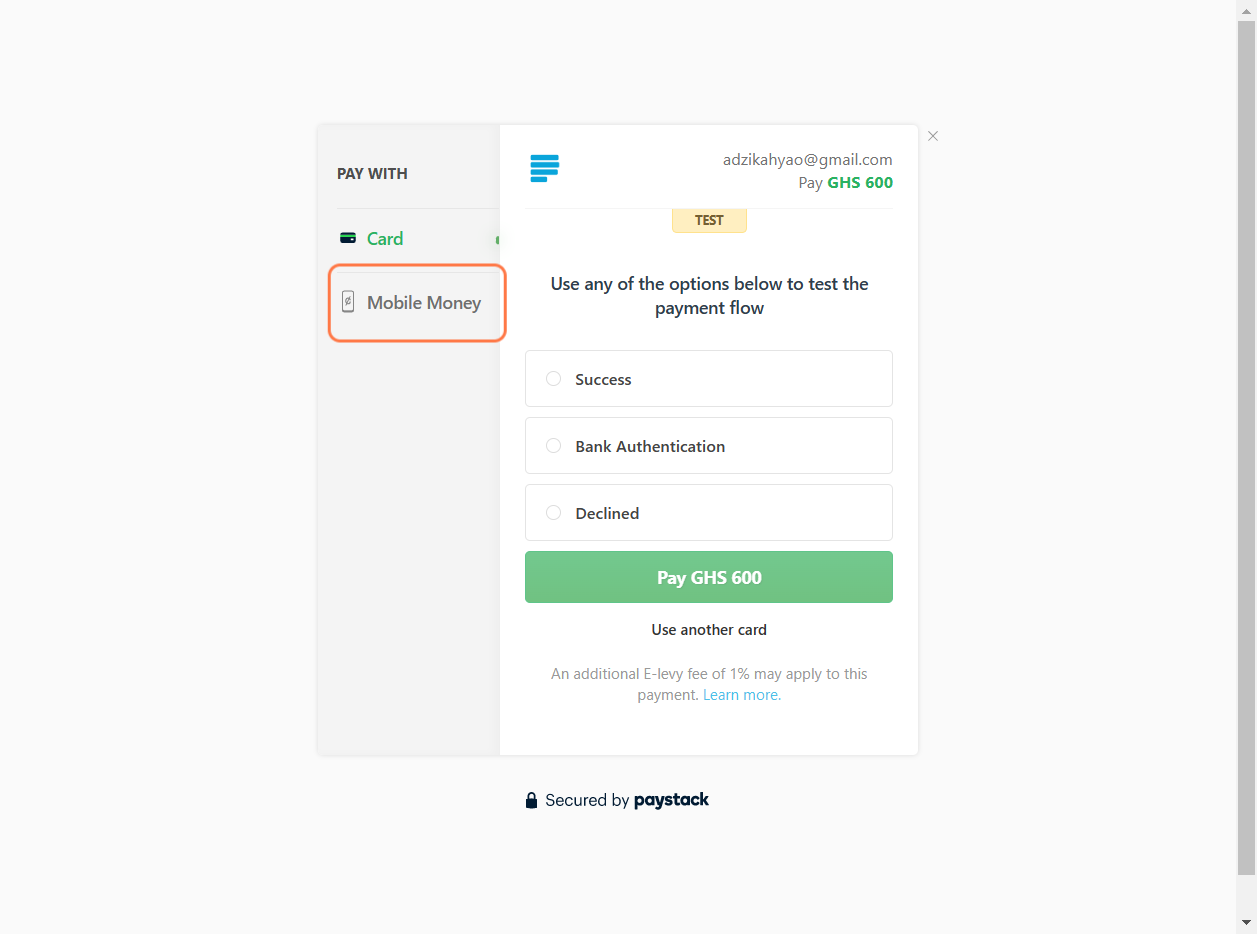 PAY WITH
Card
Mobile Money
adzikahyao@gmail.com
Pay GHS 600
TEST
Use any of the options below to test the
payment flow
Success
Bank Authentication
Declined
Pay GHS 600
Use another card
An additional E-levy fee of 1% may apply to this
payment. Learn more.
Secured by paystack